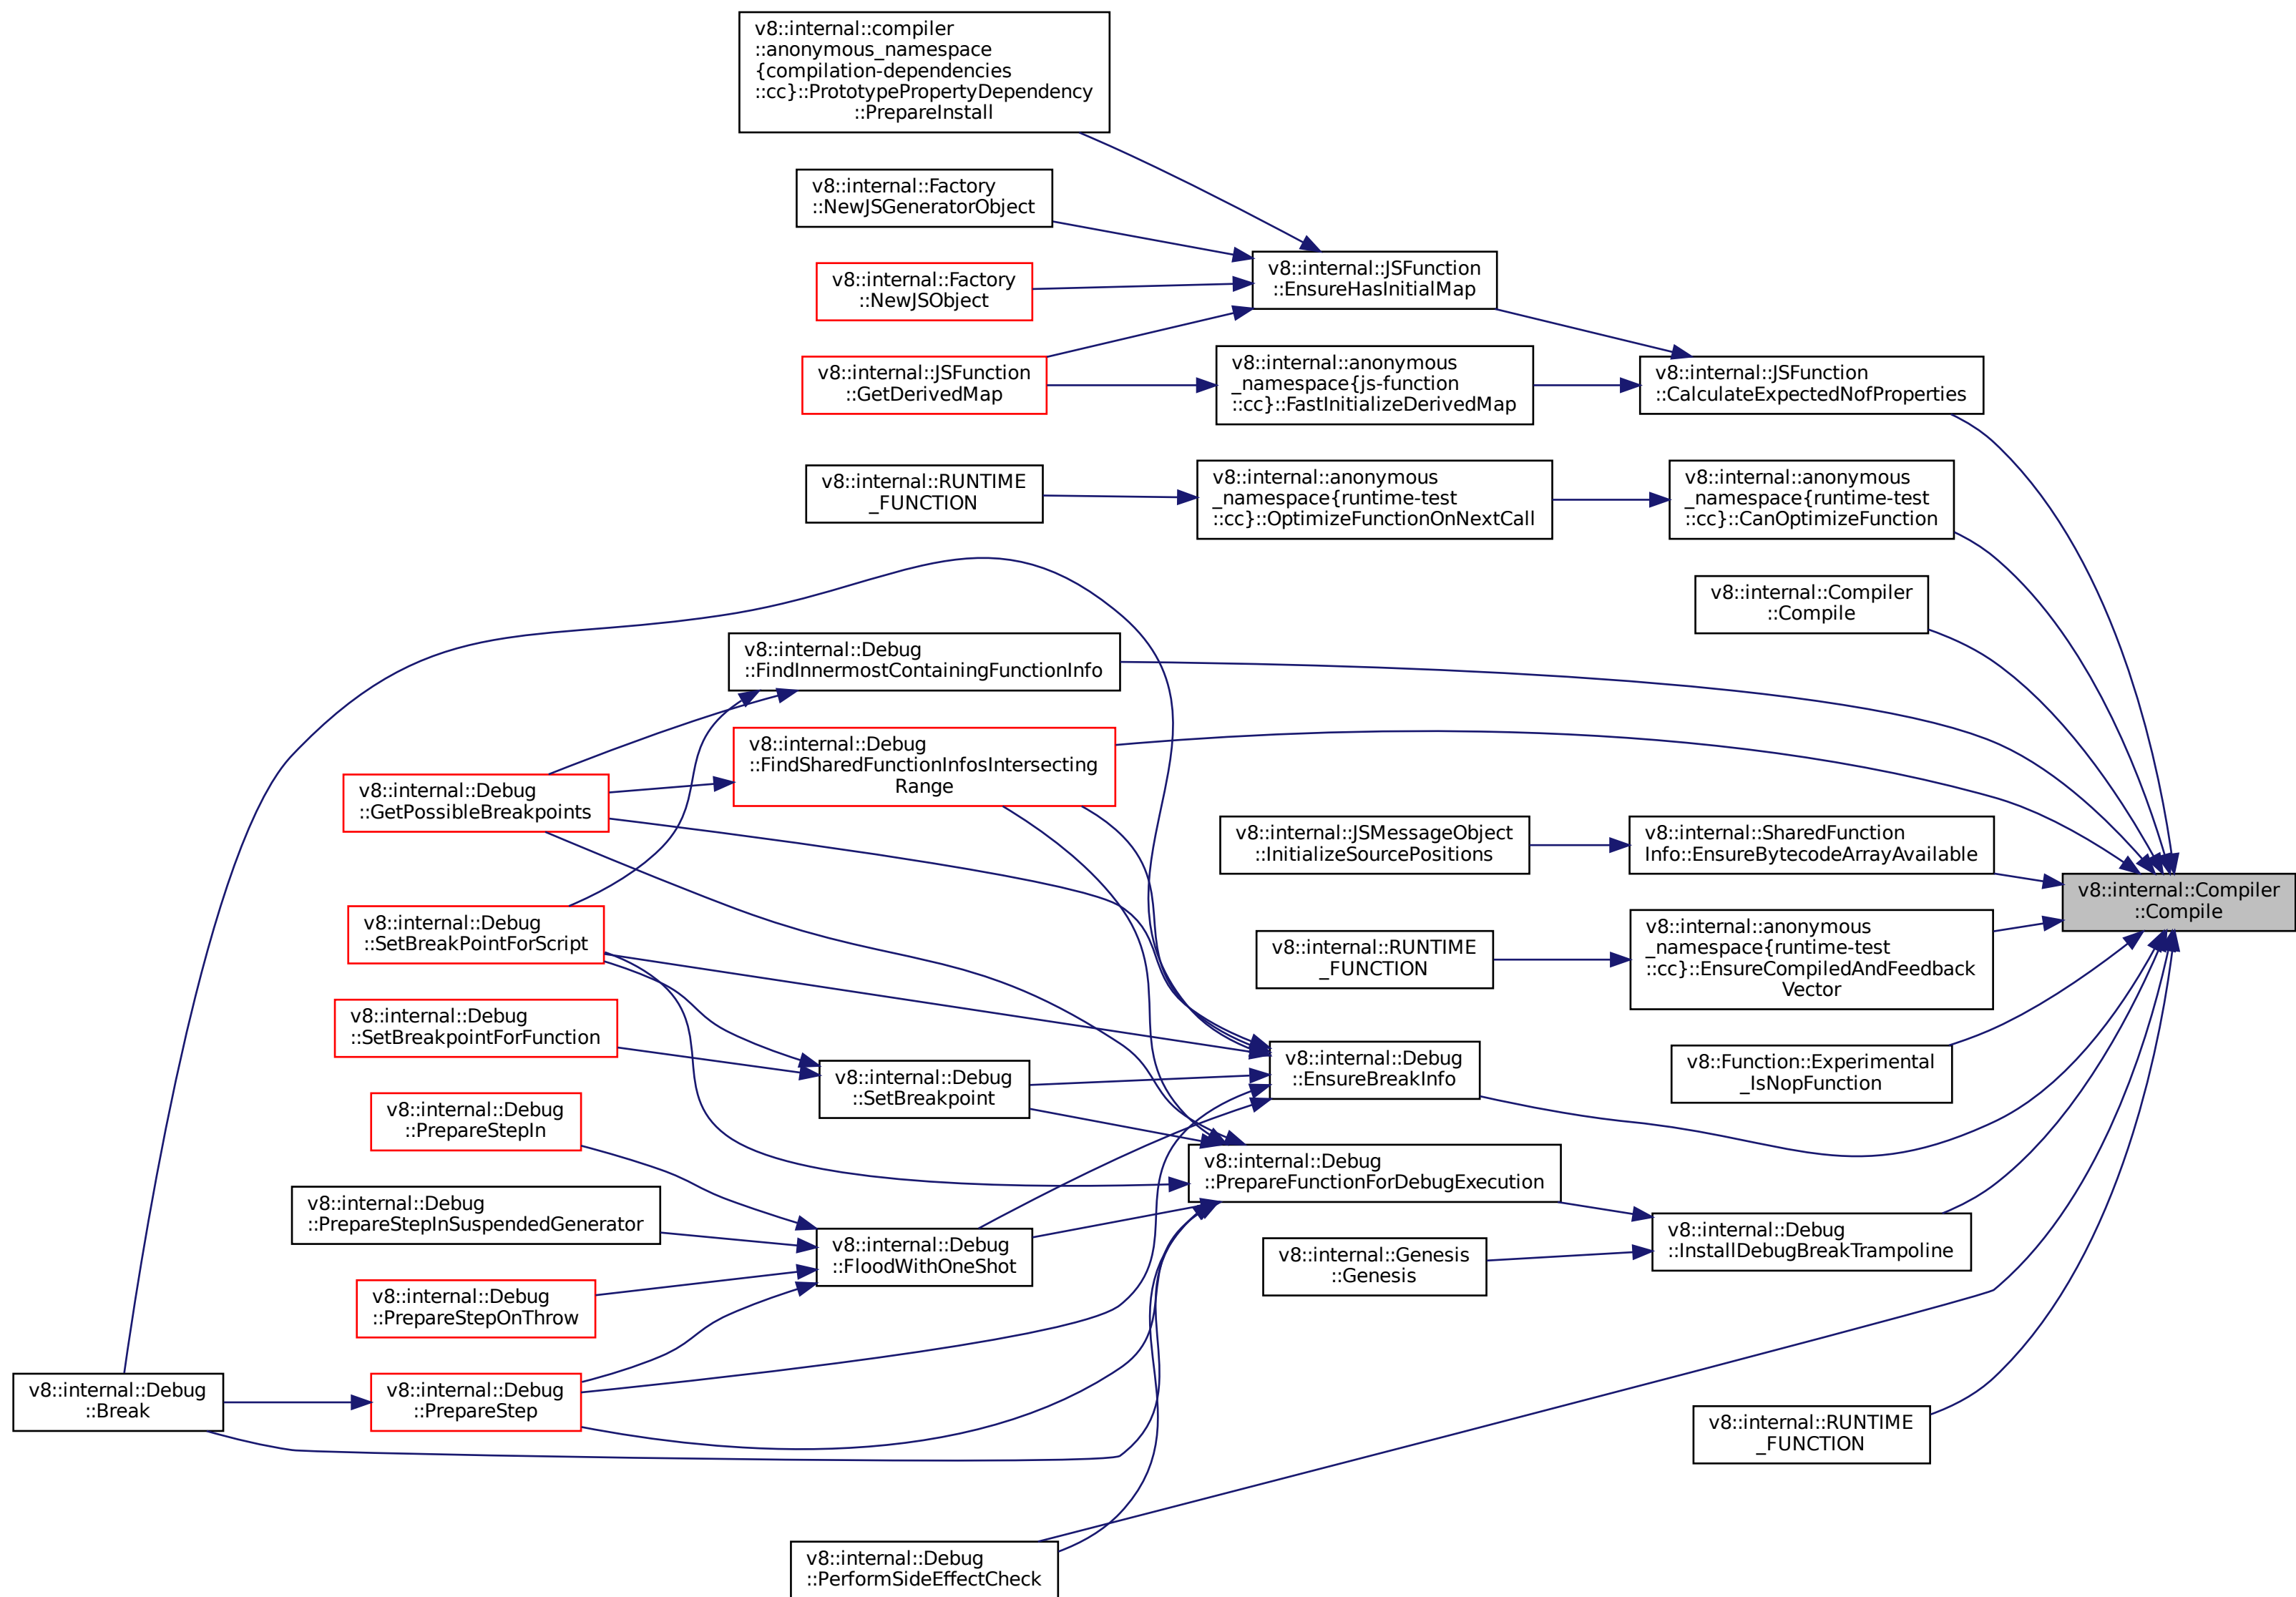 v8::internal::compiler
::anonymous_namespace
{compilation-dependencies
::cc}::PrototypePropertyDependency
::PrepareInstall
v8::internal::Factory
::NewJSGeneratorObject
v8::internal::JSFunction
::EnsureHasInitialMap
v8::internal::Factory
::NewJSObject
v8::internal::JSFunction
::GetDerivedMap
v8::internal::anonymous
_namespace{js-function
::cc}::FastInitializeDerivedMap
v8::internal::JSFunction
::CalculateExpectedNofProperties
v8::internal::RUNTIME
_FUNCTION
v8::internal::anonymous
_namespace{runtime-test
::cc}::OptimizeFunctionOnNextCall
v8::internal::anonymous
_namespace{runtime-test
::cc}::CanOptimizeFunction
v8::internal::Compiler
::Compile
v8::internal::Debug
::FindInnermostContainingFunctionInfo
v8::internal::Debug
::FindSharedFunctionInfosIntersecting
Range
v8::internal::Debug
::GetPossibleBreakpoints
v8::internal::JSMessageObject
::InitializeSourcePositions
v8::internal::SharedFunction
Info::EnsureBytecodeArrayAvailable
v8::internal::Compiler
::Compile
v8::internal::Debug
::SetBreakPointForScript
v8::internal::RUNTIME
_FUNCTION
v8::internal::anonymous
_namespace{runtime-test
::cc}::EnsureCompiledAndFeedback
Vector
v8::internal::Debug
::SetBreakpointForFunction
v8::internal::Debug
::SetBreakpoint
v8::internal::Debug
::EnsureBreakInfo
v8::Function::Experimental
_IsNopFunction
v8::internal::Debug
::PrepareStepIn
v8::internal::Debug
::PrepareFunctionForDebugExecution
v8::internal::Debug
::PrepareStepInSuspendedGenerator
v8::internal::Debug
::FloodWithOneShot
v8::internal::Genesis
::Genesis
v8::internal::Debug
::InstallDebugBreakTrampoline
v8::internal::Debug
::PrepareStepOnThrow
v8::internal::Debug
::Break
v8::internal::Debug
::PrepareStep
v8::internal::RUNTIME
_FUNCTION
v8::internal::Debug
::PerformSideEffectCheck